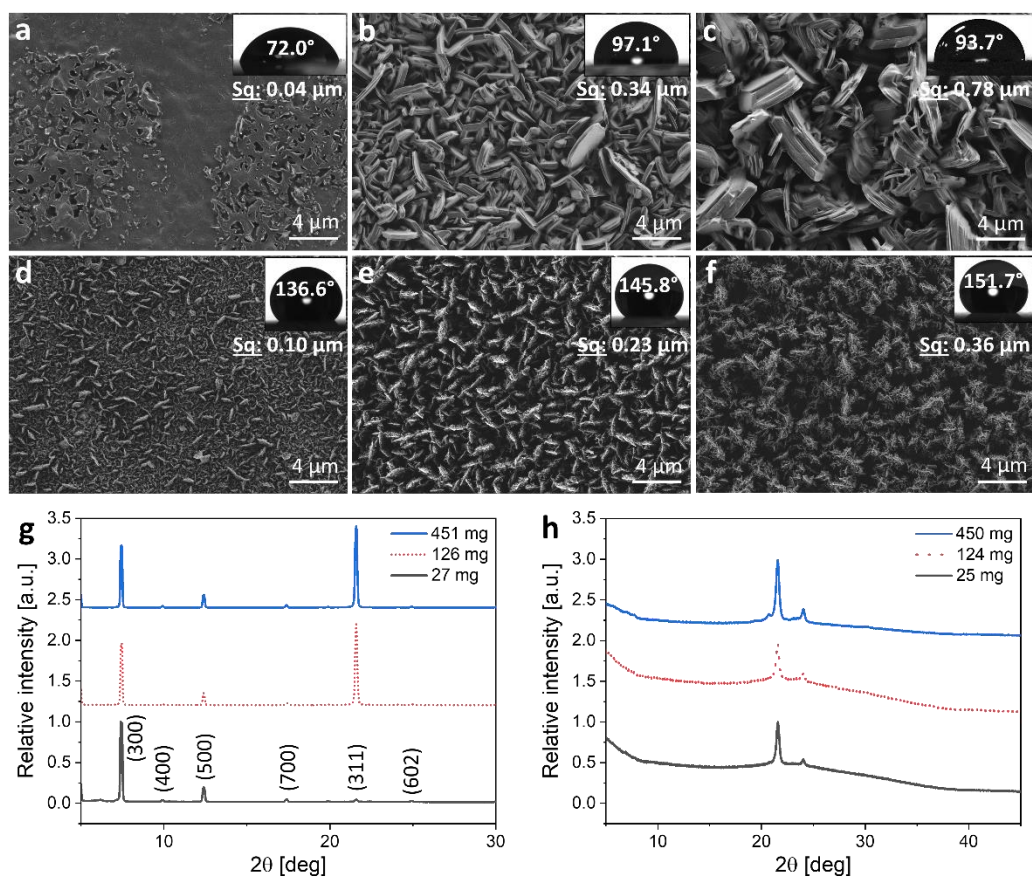 a
72.0°
Sq: 0.04 µm
4 µm
b
97.1°
Sq: 0.34 µm
4 µm
c
93.7°
Sq: 0.78 µm
4 µm
d
136.6°
Sq: 0.10 µm
4 µm
e
145.8°
Sq: 0.23 µm
4 µm
f
151.7°
Sq: 0.36 µm
4 µm
g
Relative intensity [a.u.]
3.5
3.0
2.5
2.0
1.5
1.0
0.5
0.0
451 mg
126 mg
27 mg
(300)
(400)
(500)
(700)
(311)
(602)
10
20
30
2θ [deg]
h
Relative intensity [a.u.]
3.5
3.0
2.5
2.0
1.5
1.0
0.5
0.0
450 mg
124 mg
25 mg
10
20
30
40
2θ [deg]